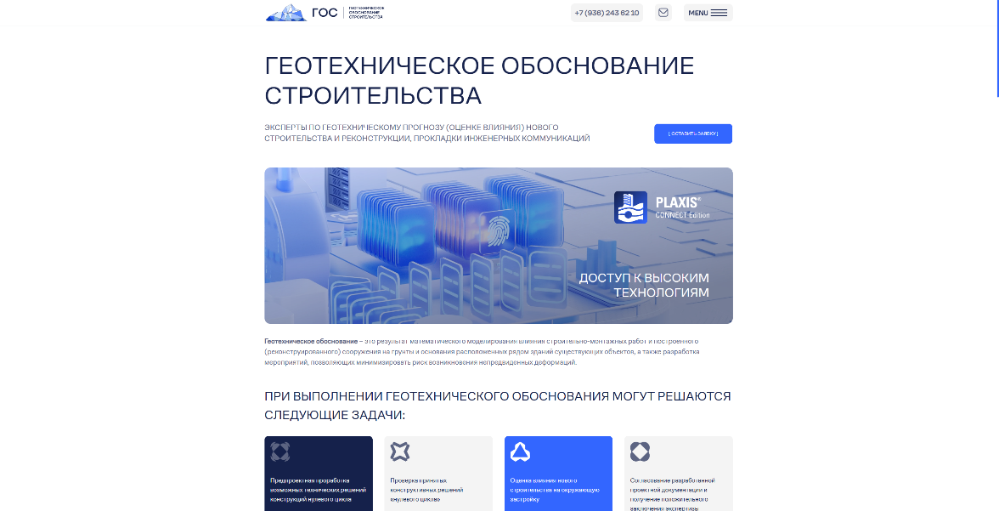 ГОС
ГЕОТЕХНИЧЕСКОЕ
ОБОСНОВАНИЕ
СТРОИТЕЛЬСТВА
+7 (936) 243 62 10
MENU
ГЕОТЕХНИЧЕСКОЕ ОБОСНОВАНИЕ
СТРОИТЕЛЬСТВА
ЭКСПЕРТЫ ПО ГЕОТЕХНИЧЕСКОМУ ПРОГНОЗУ (ОЦЕНКЕ ВЛИЯНИЯ) НОВОГО
СТРОИТЕЛЬСТВА И РЕКОНСТРУКЦИИ, ПРОКЛАДКИ ИНЖЕНЕРНЫХ КОММУНИКАЦИЙ
[ ОСТАВИТЬ ЗАЯВКУ ]
PLAXIS®
CONNECT Edition
ДОСТУП К ВЫСОКИМ
ТЕХНОЛОГИЯМ
Геотехническое обоснование – это результат математического моделирования влияния строительно-монтажных работ и построенного
(реконструированного) сооружения на грунты и основания расположенных рядом зданий существующих объектов, а также разработка
мероприятий, позволяющих минимизировать риск возникновения непредвиденных деформаций.
ПРИ ВЫПОЛНЕНИИ ГЕОТЕХНИЧЕСКОГО ОБОСНОВАНИЯ МОГУТ РЕШАЮТСЯ
СЛЕДУЮЩИЕ ЗАДАЧИ:
Предпроектная проработка
возможных технических решений
конструкций нулевого цикла
Проверка принятых
конструктивных решений
«нулевого цикла»
Оценка влияния нового
строительства на окружающую
застройку
Согласование разработанной
проектной документации и
получение положительного
заключения экспертизы